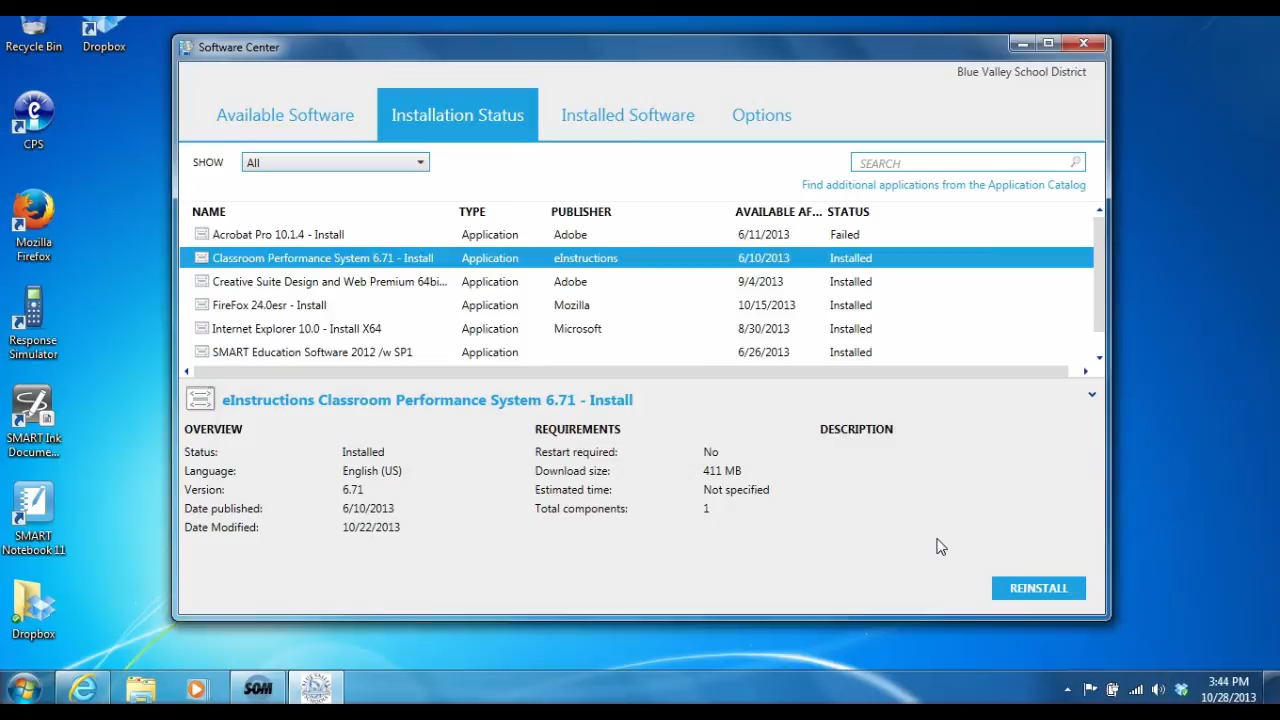 Recycle Bin
Dropbox
CPS
Mozilla
Firefox
Response
Simulator
SMART Ink
Docume...
SMART
Notebook 11
Dropbox
Software Center
Blue Valley School District
Available Software Installation Status Installed Software Options
SHOW All SEARCH
Find additional applications from the Application Catalog
NAME TYPE PUBLISHER AVAILABLE AF... STATUS
Acrobat Pro 10.1.4 - Install Application Adobe 6/11/2013 Failed
Classroom Performance System 6.71 - Install Application eInstructions 6/10/2013 Installed
Creative Suite Design and Web Premium 64bi... Application Adobe 9/4/2013 Installed
FireFox 24.0esr - Install Application Mozilla 10/15/2013 Installed
Internet Explorer 10.0 - Install X64 Application Microsoft 8/30/2013 Installed
SMART Education Software 2012 /w SP1 Application 6/26/2013 Installed
eInstructions Classroom Performance System 6.71 - Install
OVERVIEW REQUIREMENTS DESCRIPTION
Status: Installed Restart required: No
Language: English (US) Download size: 411 MB
Version: 6.71 Estimated time: Not specified
Date published: 6/10/2013 Total components: 1
Date Modified: 10/22/2013
REINSTALL
SOM
3:44 PM
10/28/2013